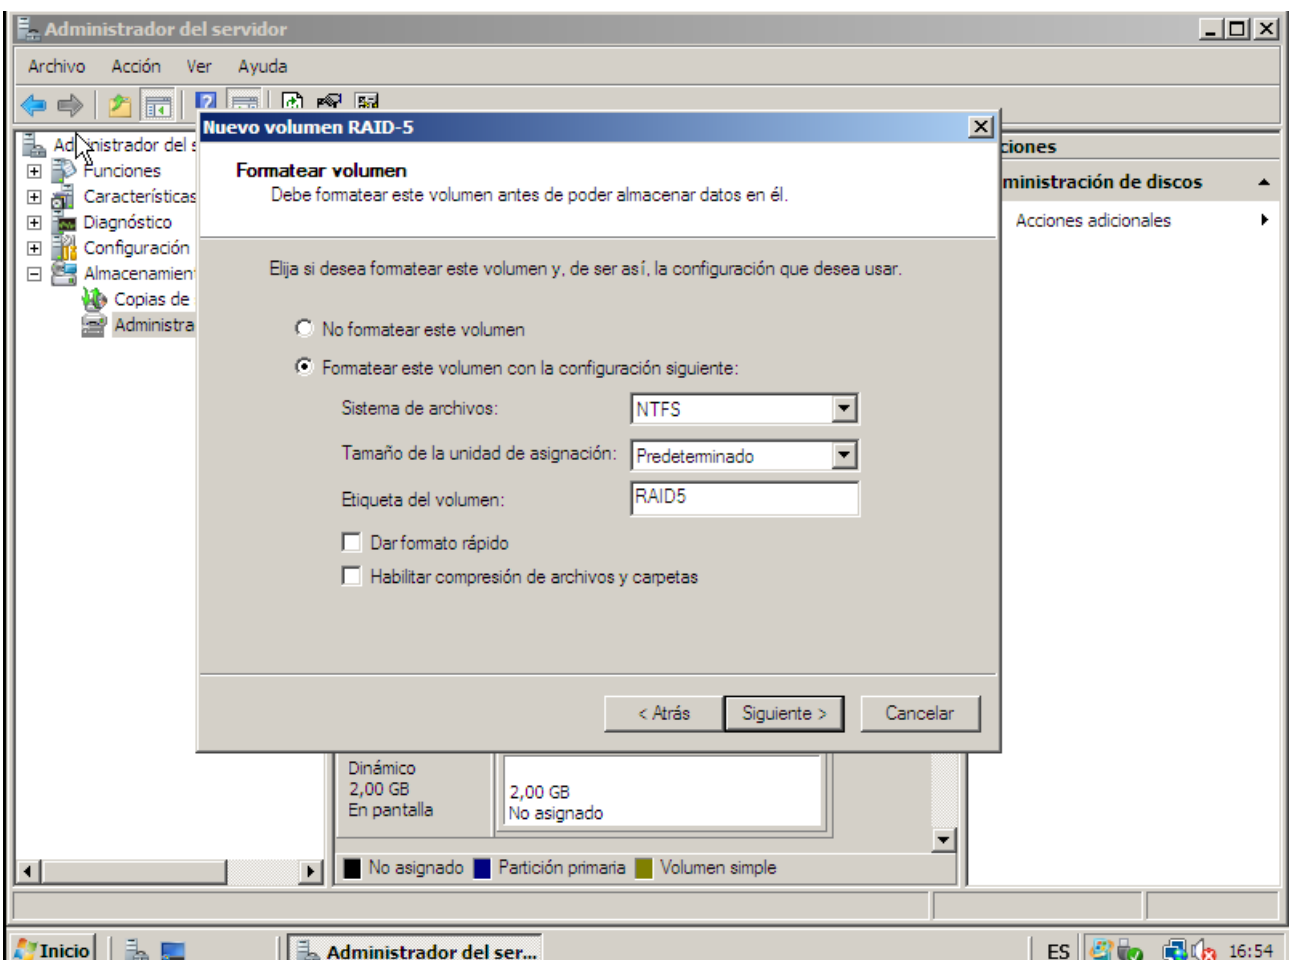 Administrador del servidor
Archivo Acción Ver Ayuda
Nuevo volumen RAID-5
Formatear volumen
Debe formatear este volumen antes de poder almacenar datos en él.
Elija si desea formatear este volumen y, de ser así, la configuración que desea usar.
No formatear este volumen
Formatear este volumen con la configuración siguiente:
Sistema de archivos: NTFS
Tamaño de la unidad de asignación: Predeterminado
Etiqueta del volumen: RAID5
Dar formato rápido
Habilitar compresión de archivos y carpetas
< Atrás Siguiente > Cancelar
Funciones
Características
Diagnóstico
Configuración
Almacenamien
Copias de
Administra
ciones
ministración de discos
Acciones adicionales
Dinámico
2,00 GB
En pantalla
2,00 GB
No asignado
No asignado Partición primaria Volumen simple
Inicio Administrador del ser... ES 16:54